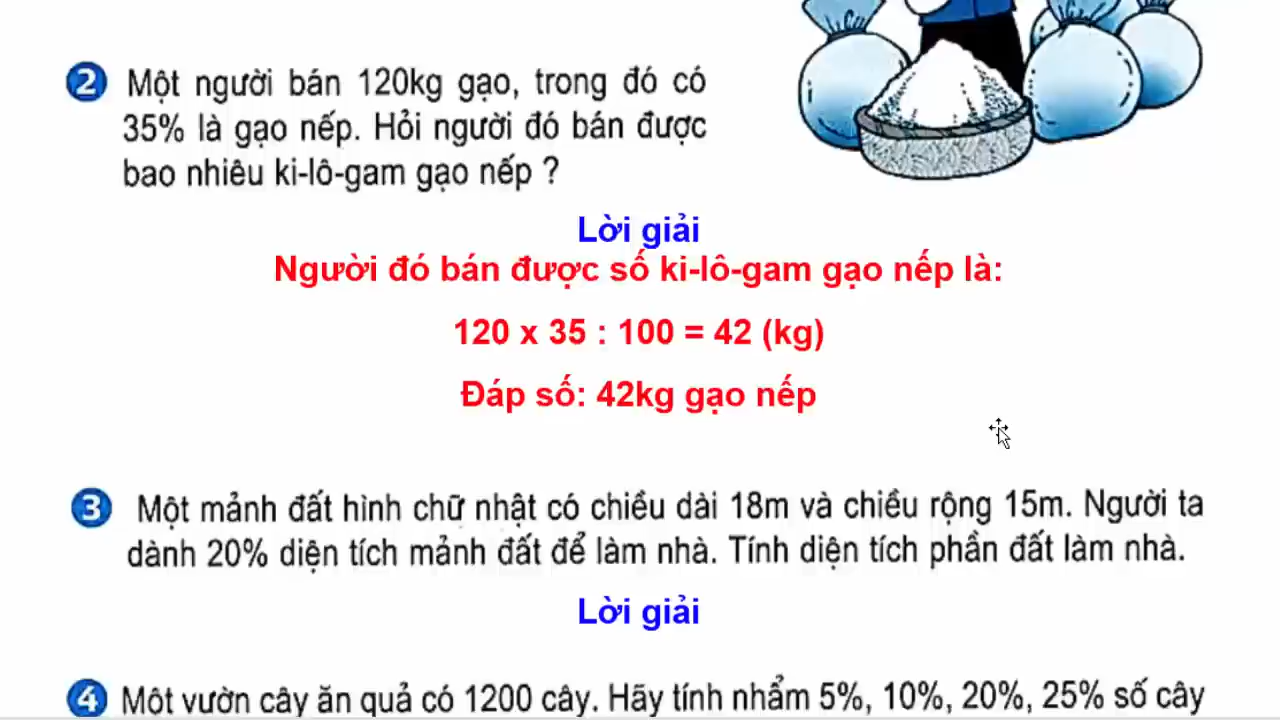 2 Một người bán 120kg gạo, trong đó có
35% là gạo nếp. Hỏi người đó bán được
bao nhiêu ki-lô-gam gạo nếp ?
Lời giải
Người đó bán được số ki-lô-gam gạo nếp là:
120 x 35 : 100 = 42 (kg)
Đáp số: 42kg gạo nếp
3 Một mảnh đất hình chữ nhật có chiều dài 18m và chiều rộng 15m. Người ta
dành 20% diện tích mảnh đất để làm nhà. Tính diện tích phần đất làm nhà.
Lời giải
4 Một vườn cây ăn quả có 1200 cây. Hãy tính nhẩm 5%, 10%, 20%, 25% số cây